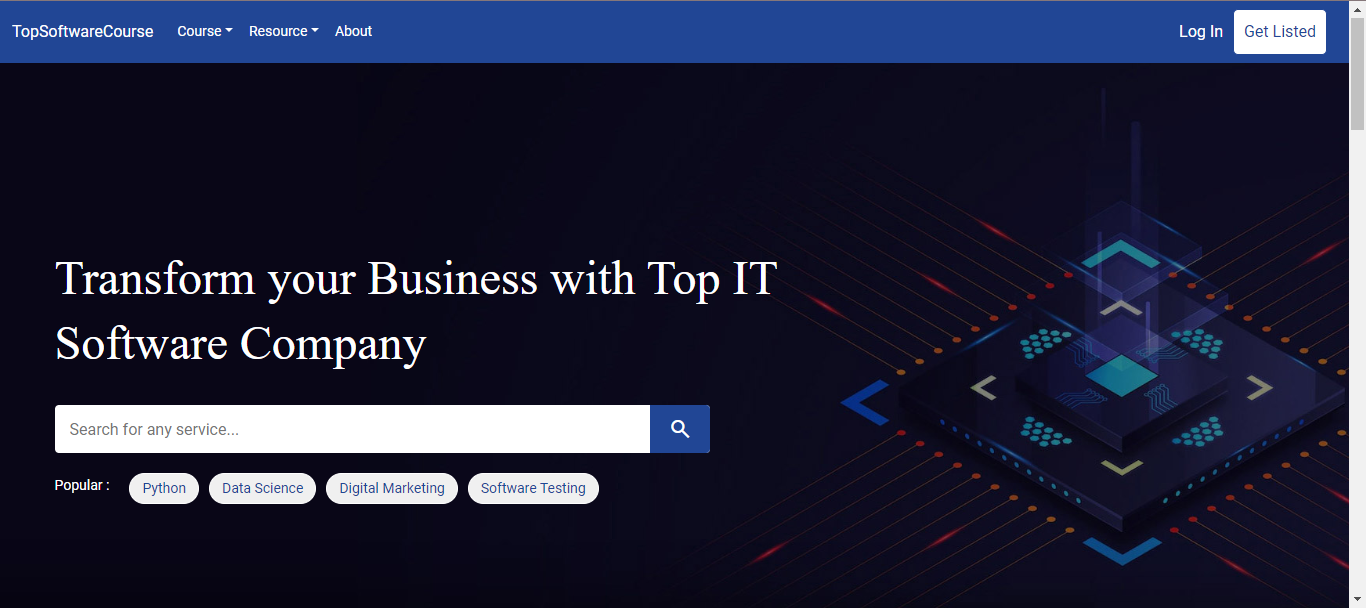 TopSoftwareCourse Course Resource About Log In Get Listed
Transform your Business with Top IT
Software Company
Search for any service...
Popular : Python Data Science Digital Marketing Software Testing